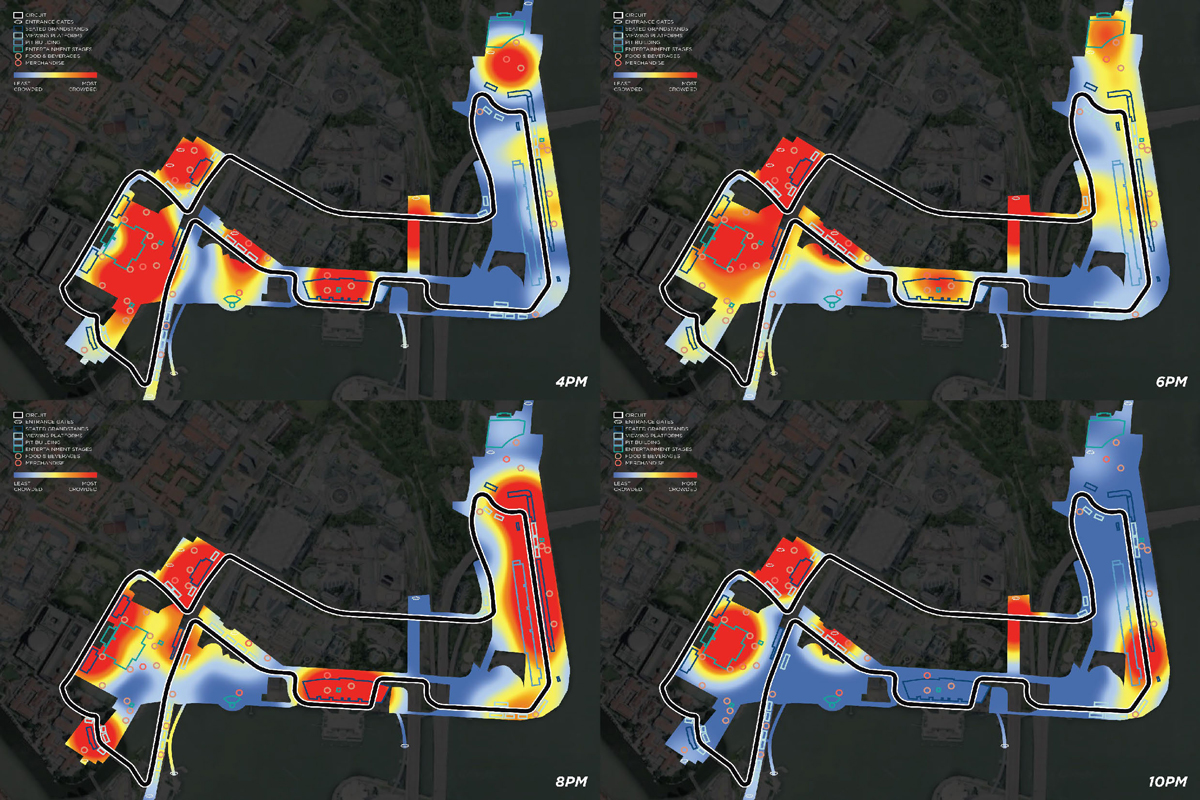 CIRCUIT
ENTRANCE GATES
SEATED GRANDSTANDS
VIEWING PLATFORMS
PIT BUILDING
ENTERTAINMENT STAGES
FOOD & BEVERAGES
MERCHANDISE
LEAST CROWDED
MOST CROWDED
4PM
CIRCUIT
ENTRANCE GATES
SEATED GRANDSTANDS
VIEWING PLATFORMS
PIT BUILDING
ENTERTAINMENT STAGES
FOOD & BEVERAGES
MERCHANDISE
LEAST CROWDED
MOST CROWDED
6PM
CIRCUIT
ENTRANCE GATES
SEATED GRANDSTANDS
VIEWING PLATFORMS
PIT BUILDING
ENTERTAINMENT STAGES
FOOD & BEVERAGES
MERCHANDISE
LEAST CROWDED
MOST CROWDED
8PM
CIRCUIT
ENTRANCE GATES
SEATED GRANDSTANDS
VIEWING PLATFORMS
PIT BUILDING
ENTERTAINMENT STAGES
FOOD & BEVERAGES
MERCHANDISE
LEAST CROWDED
MOST CROWDED
10PM